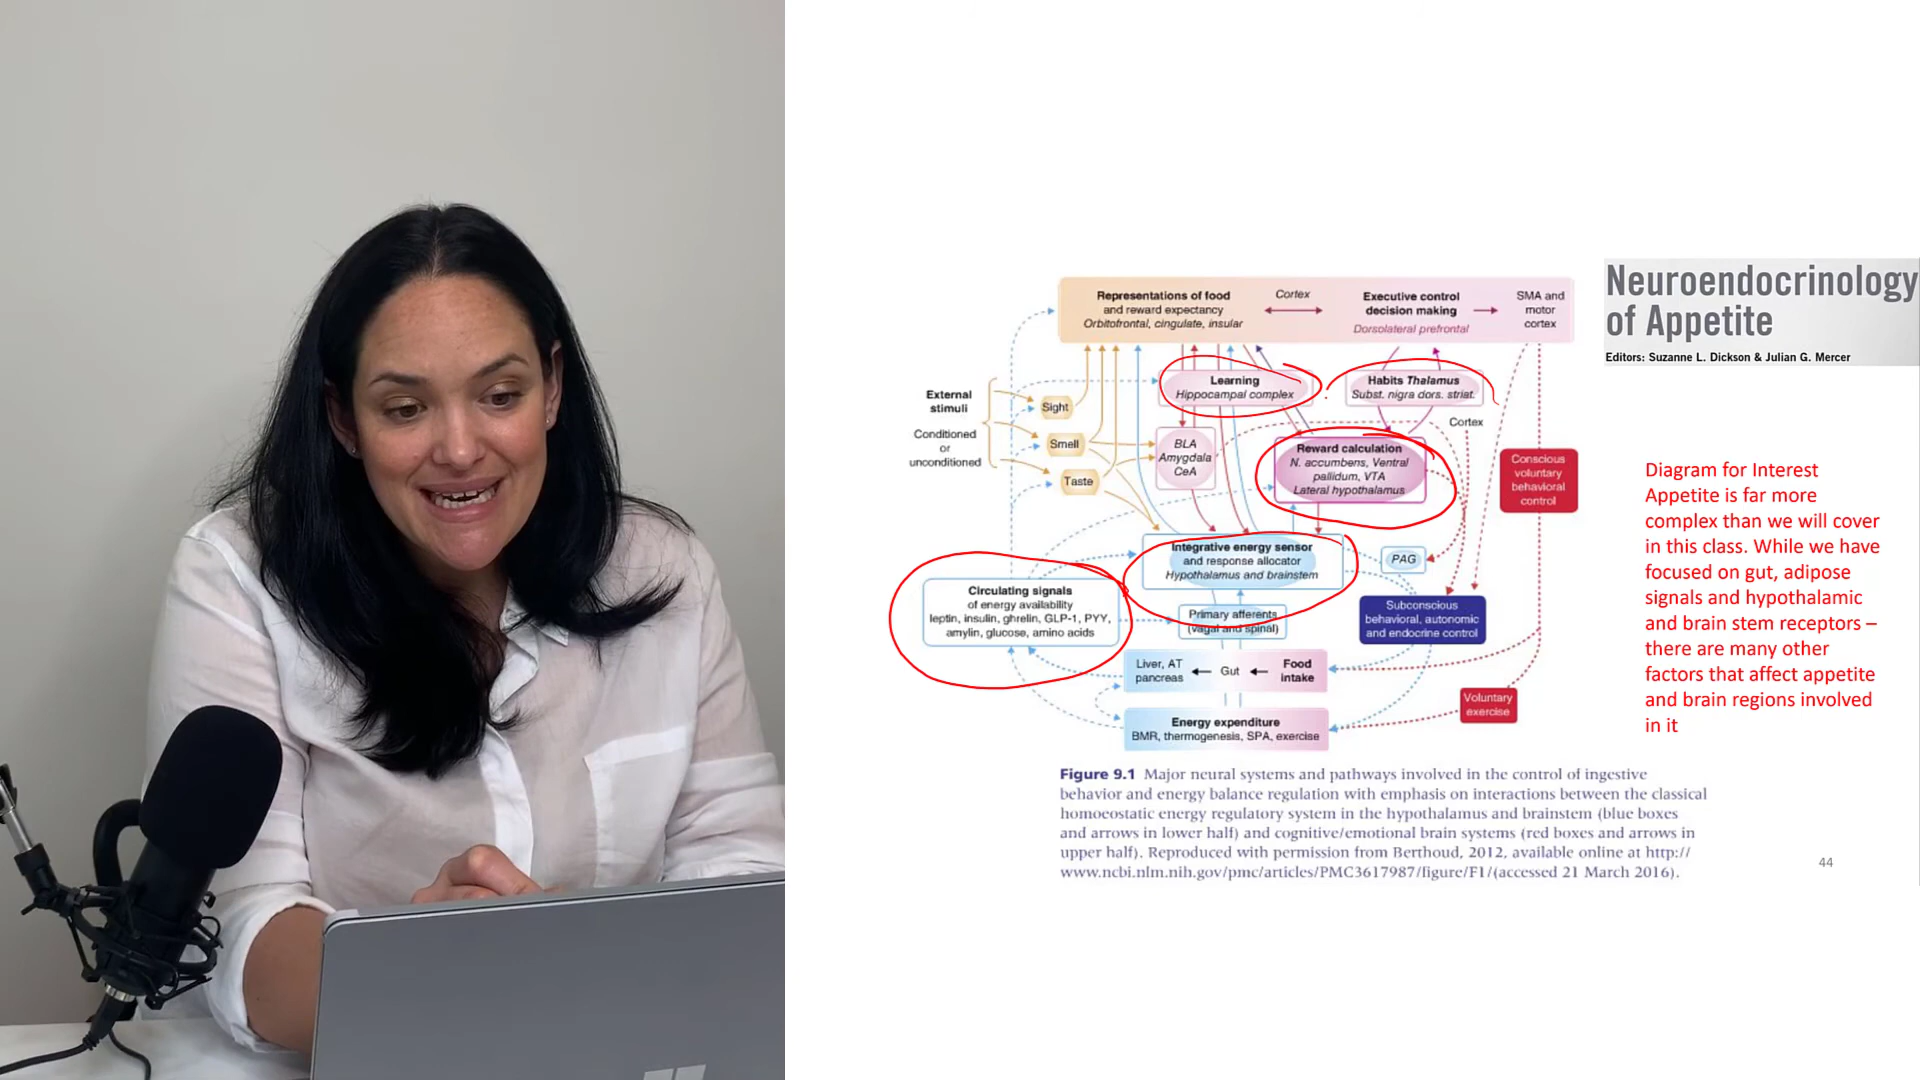 Representations of food
and reward expectancy
Orbitofrontal, cingulate, insular
Cortex
Executive control
decision making
Dorsolateral prefrontal
SMA and
motor
cortex
Neuroendocrinology
of Appetite
Editors: Suzanne L. Dickson & Julian G. Mercer
External
stimuli
Conditioned
or
unconditioned
Sight
Smell
Taste
Learning
Hippocampal complex
Habits Thalamus
Subst. nigra dors. striat.
Cortex
BLA
Amygdala
CeA
Reward calculation
N. accumbens, Ventral
pallidum, VTA
Lateral hypothalamus
Conscious
voluntary
behavioral
control
Integrative energy sensor
and response allocator
Hypothalamus and brainstem
PAG
Circulating signals
of energy availability
leptin, insulin, ghrelin, GLP-1, PYY,
amylin, glucose, amino acids
Primary afferents
(vagal and spinal)
Subconscious
behavioral, autonomic
and endocrine control
Liver, AT
pancreas
Gut
Food
intake
Voluntary
exercise
Energy expenditure
BMR, thermogenesis, SPA, exercise
Diagram for Interest
Appetite is far more
complex than we will cover
in this class. While we have
focused on gut, adipose
signals and hypothalamic
and brain stem receptors –
there are many other
factors that affect appetite
and brain regions involved
in it
Figure 9.1 Major neural systems and pathways involved in the control of ingestive
behavior and energy balance regulation with emphasis on interactions between the classical
homoeostatic energy regulatory system in the hypothalamus and brainstem (blue boxes
and arrows in lower half) and cognitive/emotional brain systems (red boxes and arrows in
upper half). Reproduced with permission from Berthoud, 2012, available online at http://
www.ncbi.nlm.nih.gov/pmc/articles/PMC3617987/figure/F1/(accessed 21 March 2016).
44